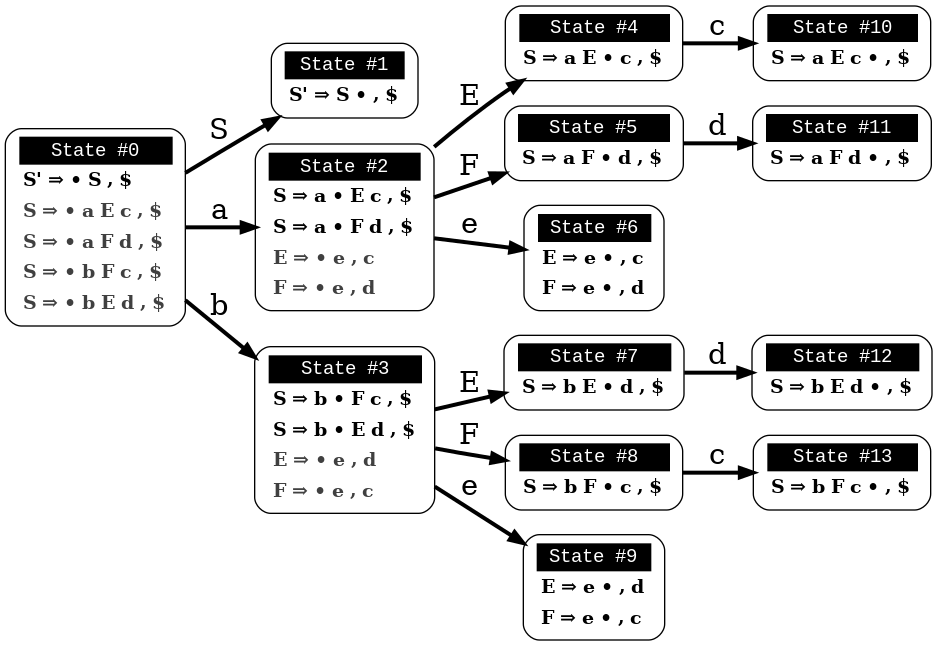 State #0
S' ⇒ • S , $
S ⇒ • a E c , $
S ⇒ • a F d , $
S ⇒ • b F c , $
S ⇒ • b E d , $
S
a
b
State #1
S' ⇒ S • , $
State #2
S ⇒ a • E c , $
S ⇒ a • F d , $
E ⇒ • e , c
F ⇒ • e , d
State #3
S ⇒ b • F c , $
S ⇒ b • E d , $
E ⇒ • e , d
F ⇒ • e , c
E
F
e
E
F
e
State #4
S ⇒ a E • c , $
State #5
S ⇒ a F • d , $
State #6
E ⇒ e • , c
F ⇒ e • , d
State #7
S ⇒ b E • d , $
State #8
S ⇒ b F • c , $
State #9
E ⇒ e • , d
F ⇒ e • , c
c
d
d
c
State #10
S ⇒ a E c • , $
State #11
S ⇒ a F d • , $
State #12
S ⇒ b E d • , $
State #13
S ⇒ b F c • , $